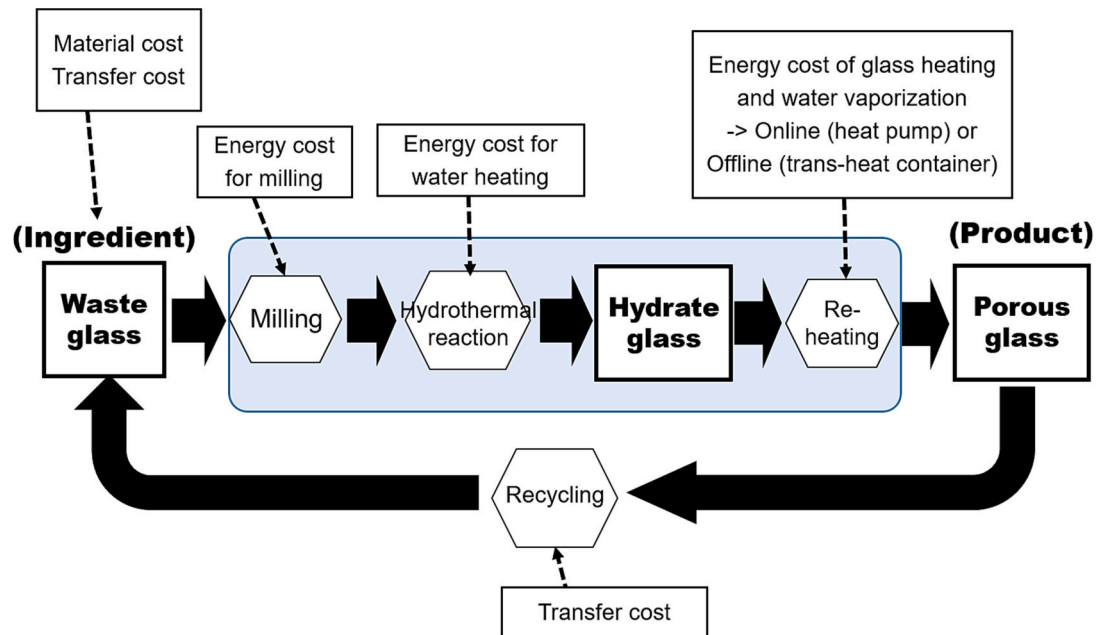 Material cost
Transfer cost
Energy cost
for milling
Energy cost for
water heating
Energy cost of glass heating
and water vaporization
-> Online (heat pump) or
Offline (trans-heat container)
(Ingredient)
(Product)
Waste
glass
Milling
Hydrothermal
reaction
Hydrate
glass
Re-
heating
Porous
glass
Recycling
Transfer cost